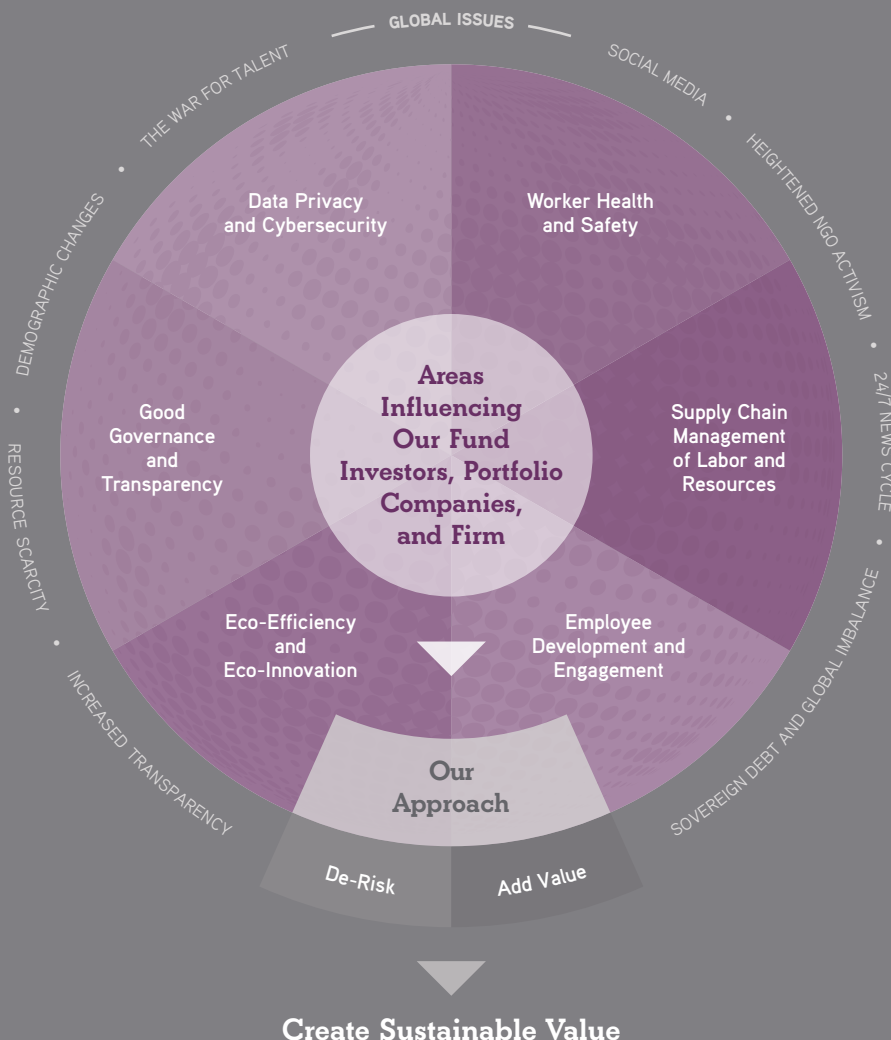 GLOBAL ISSUES
THE WAR FOR TALENT
SOCIAL MEDIA
DEMOGRAPHIC CHANGES
HEIGHTENED NGO ACTIVISM
RESOURCE SCARCITY
24/7 NEWS CYCLE
INCREASED TRANSPARENCY
SOVEREIGN DEBT AND GLOBAL IMBALANCE
Data Privacy
and Cybersecurity
Worker Health
and Safety
Good
Governance
and
Transparency
Areas
Influencing
Our Fund
Investors, Portfolio
Companies,
and Firm
Supply Chain
Management
of Labor and
Resources
Eco-Efficiency
and
Eco-Innovation
Employee
Development and
Engagement
Our
Approach
De-Risk
Add Value
Create Sustainable Value